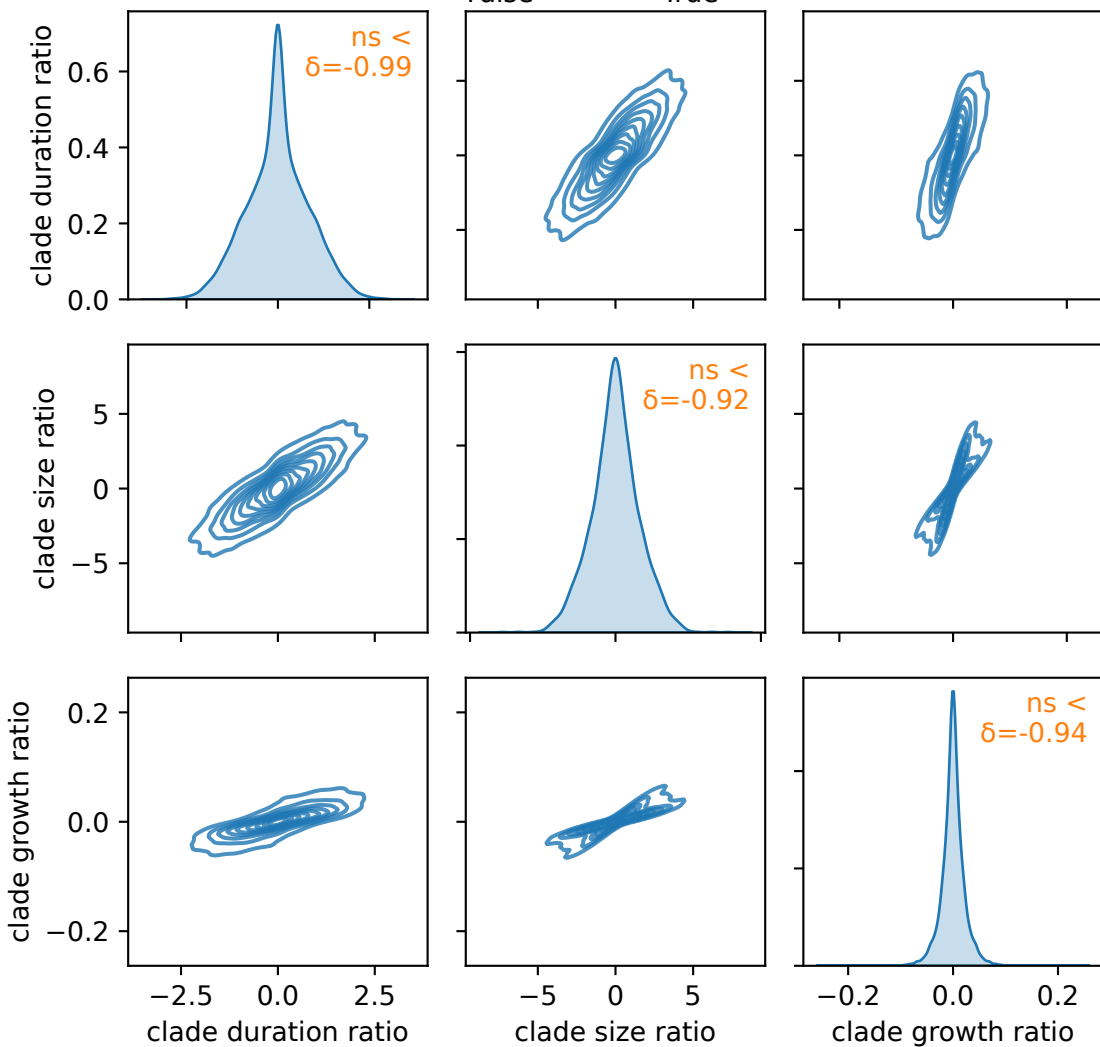 clade duration ratio
0.6
0.4
0.2
0.0
ns <
δ=-0.99
clade size ratio
5
0
−5
ns <
δ=-0.92
clade growth ratio
0.2
0.0
−0.2
ns <
δ=-0.94
−2.5 0.0 2.5
clade duration ratio
−5 0 5
clade size ratio
−0.2 0.0 0.2
clade growth ratio